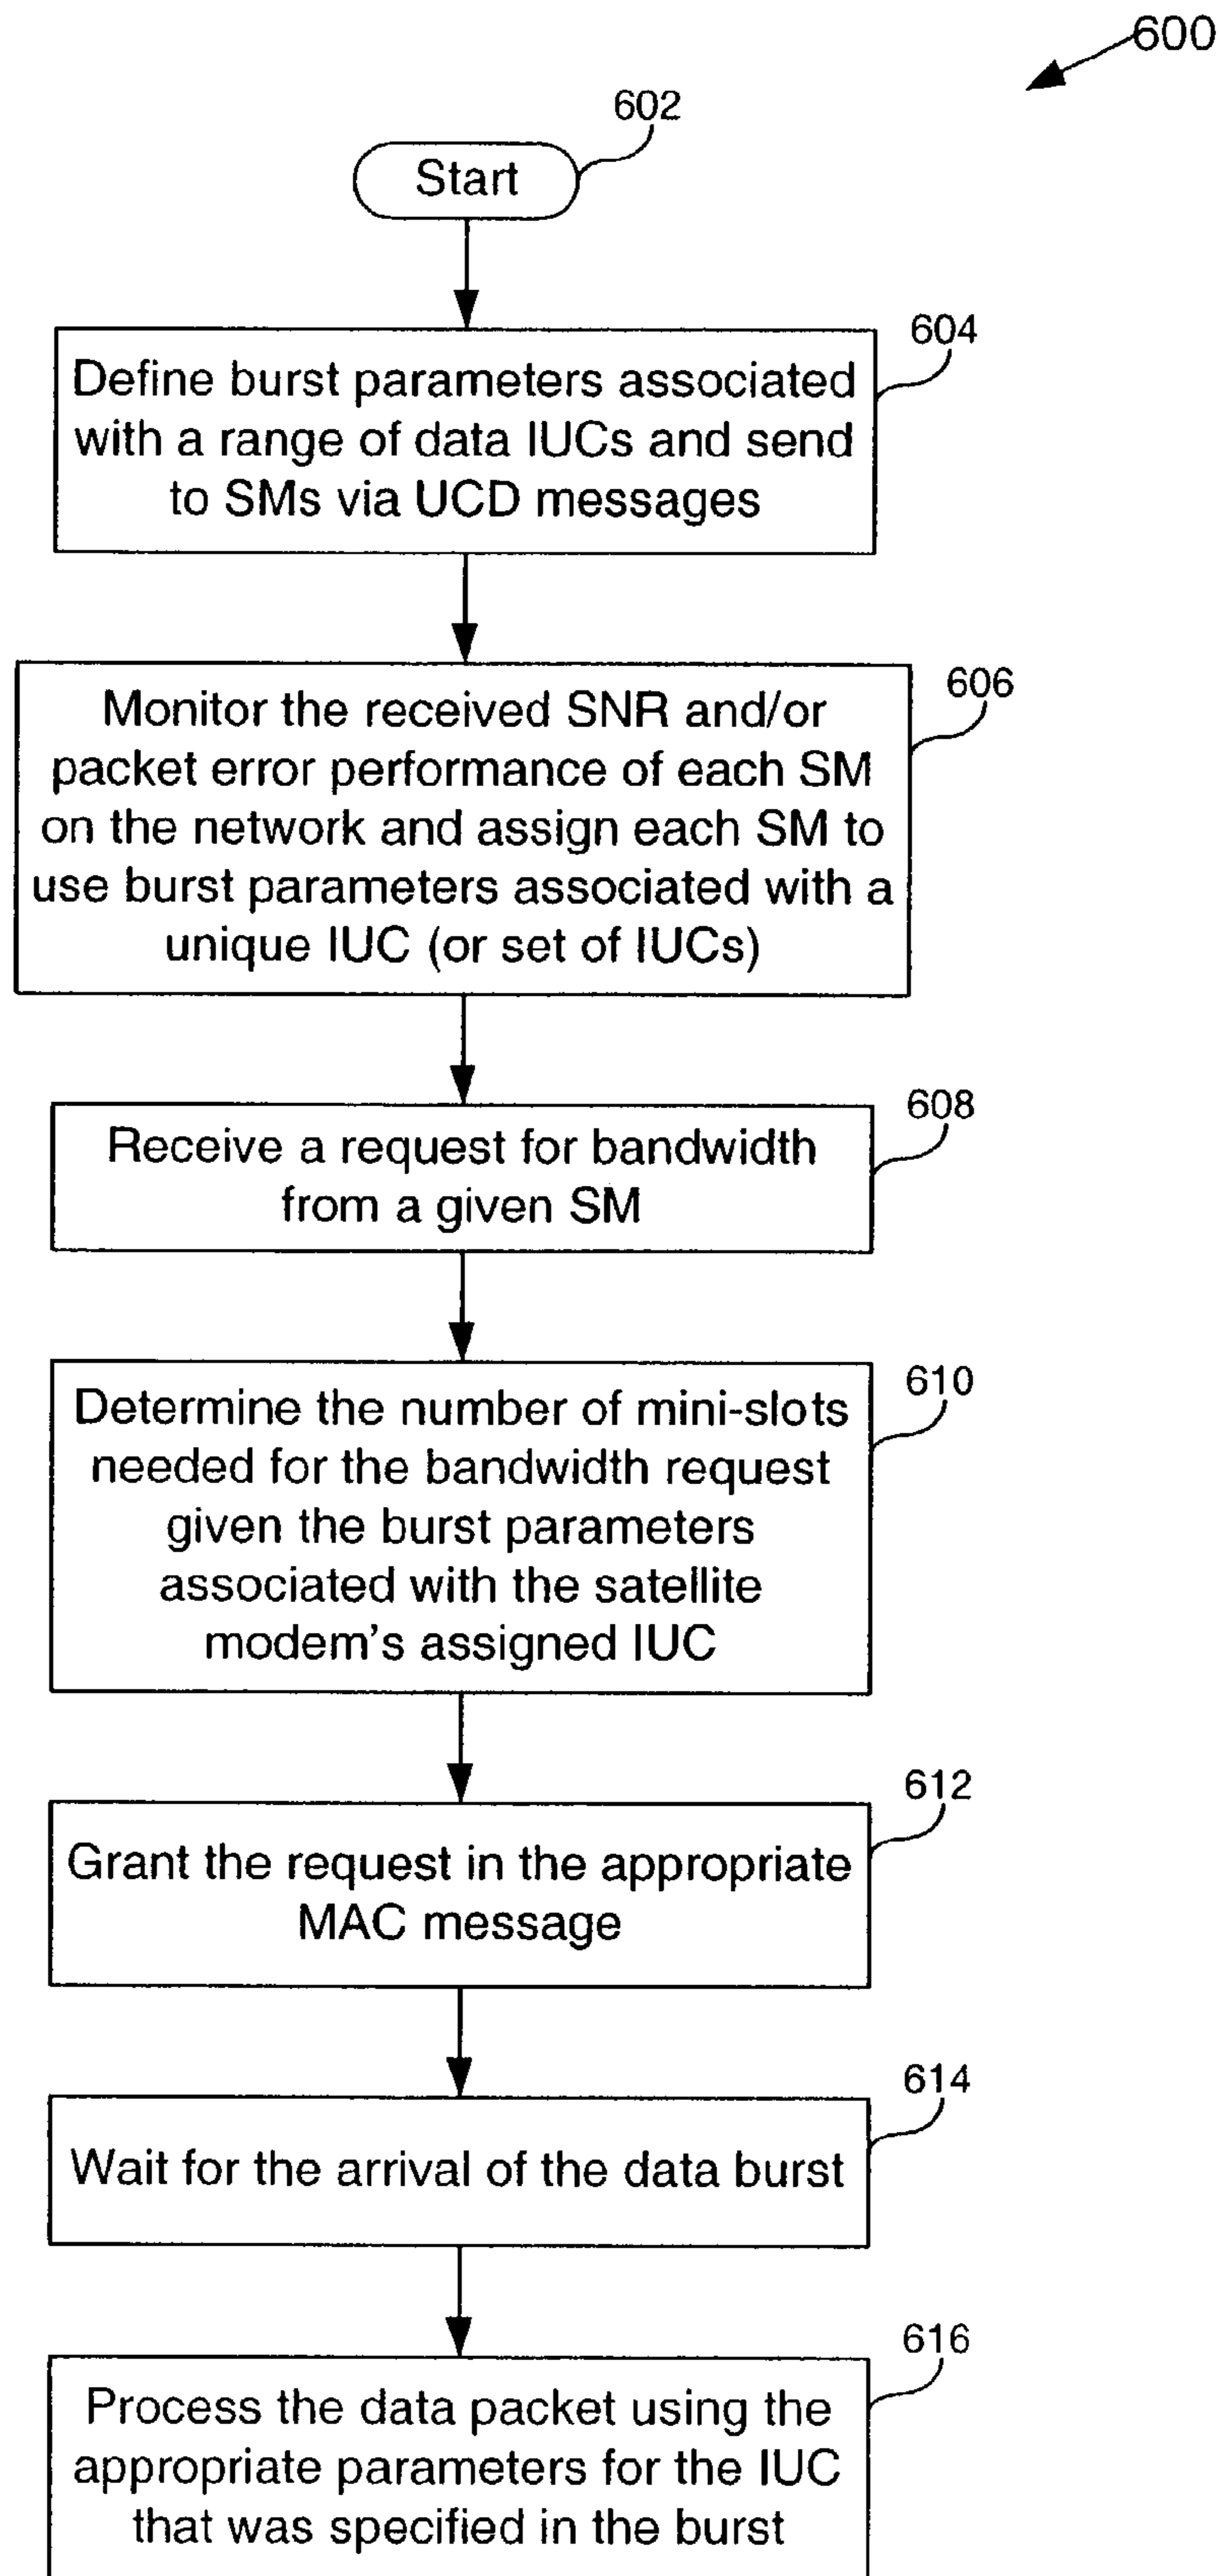 600
602
Start
604
Define burst parameters associated
with a range of data IUCs and send
to SMs via UCD messages
606
Monitor the received SNR and/or
packet error performance of each SM
on the network and assign each SM to
use burst parameters associated with a
unique IUC (or set of IUCs)
608
Receive a request for bandwidth
from a given SM
610
Determine the number of mini-slots
needed for the bandwidth request
given the burst parameters
associated with the satellite
modem's assigned IUC
612
Grant the request in the appropriate
MAC message
614
Wait for the arrival of the data burst
616
Process the data packet using the
appropriate parameters for the IUC
that was specified in the burst